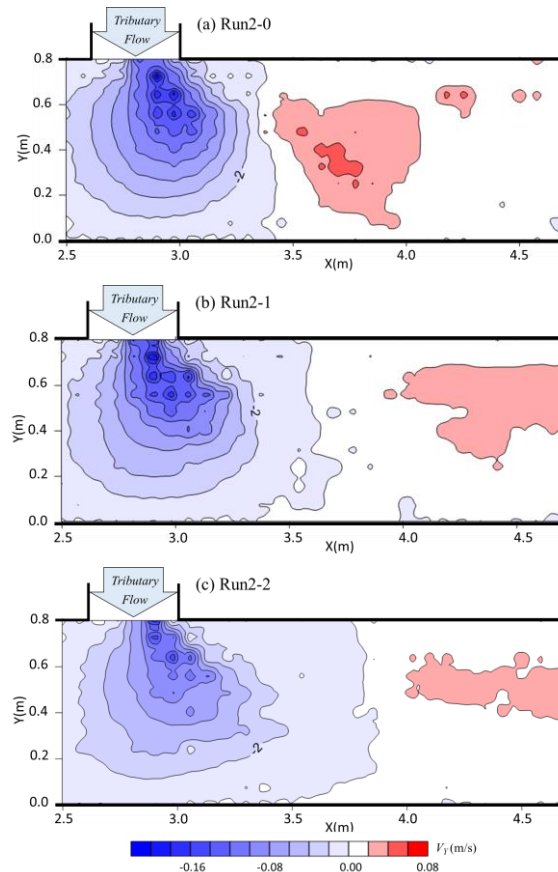 (a) Run2-0
Tributary
Flow
0.8
0.6
0.4
0.2
0.0
Y(m)
-2
2.5 3.0 3.5 4.0 4.5
X(m)
(b) Run2-1
Tributary
Flow
0.8
0.6
0.4
0.2
0.0
Y(m)
-2
2.5 3.0 3.5 4.0 4.5
X(m)
(c) Run2-2
Tributary
Flow
0.8
0.6
0.4
0.2
0.0
Y(m)
-2
2.5 3.0 3.5 4.0 4.5
X(m)
V_Y (m/s)
-0.16 -0.08 0.00 0.08